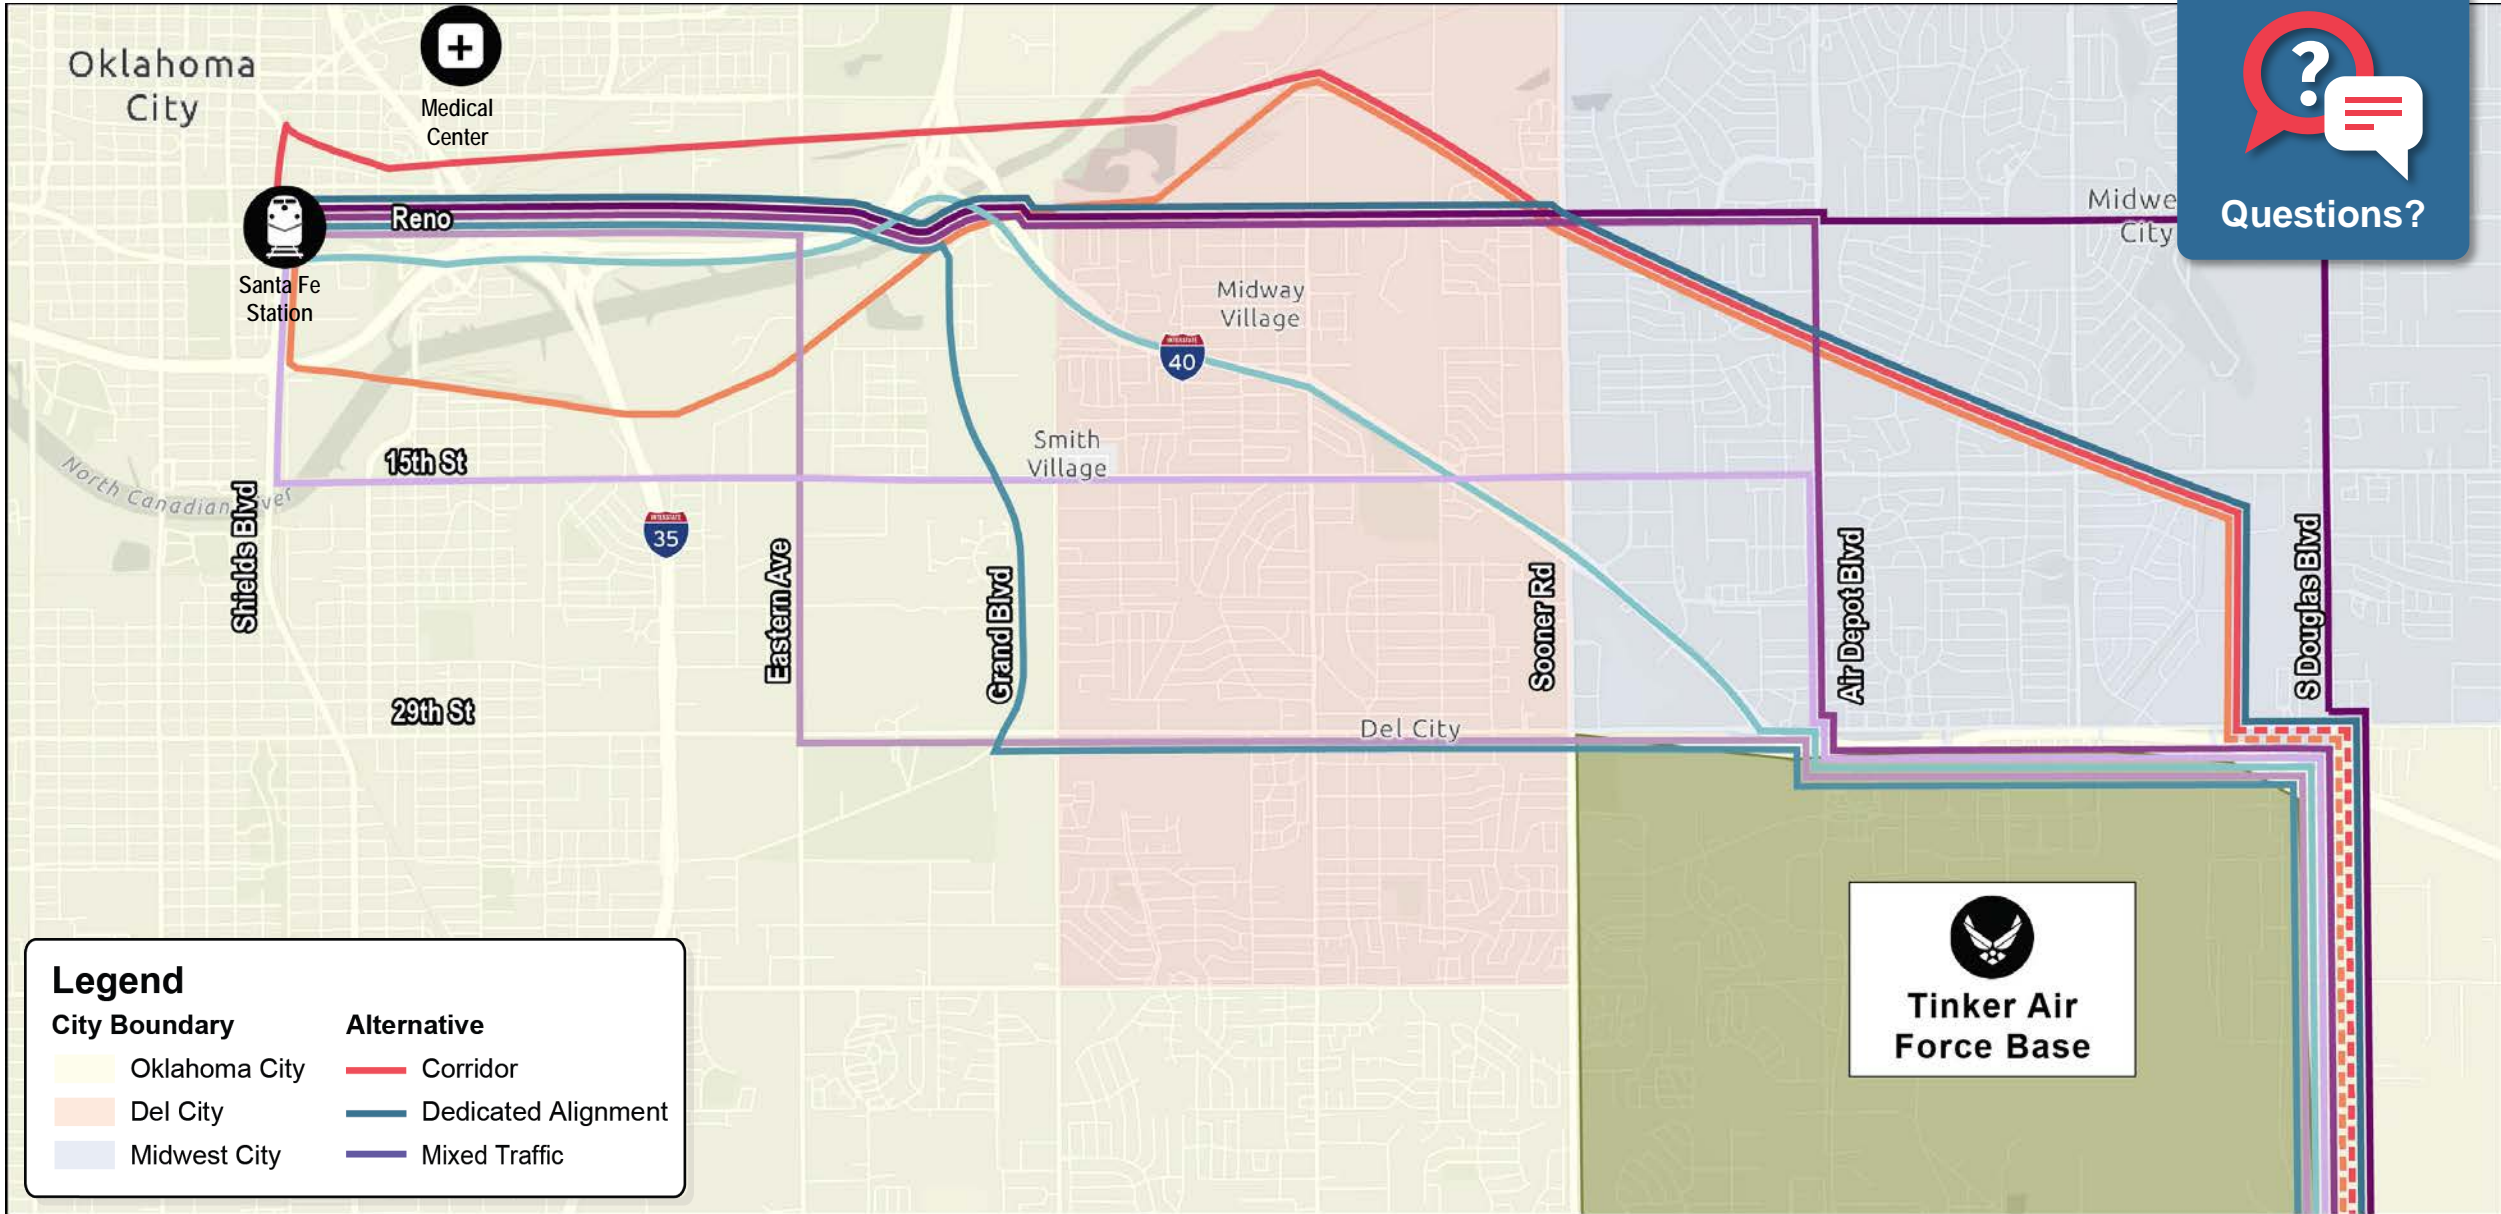 Oklahoma
City
+
Medical
Center
?
Questions?
Midwe
City
Reno
Santa Fe
Station
Midway
Village
INTERSTATE
40
Smith
Village
15th St
North Canadian River
INTERSTATE
35
Shields Blvd
Eastern Ave
Grand Blvd
Sooner Rd
Air Depot Blvd
S Douglas Blvd
29th St
Del City
Tinker Air
Force Base
Legend
City Boundary
Oklahoma City
Del City
Midwest City
Alternative
Corridor
Dedicated Alignment
Mixed Traffic